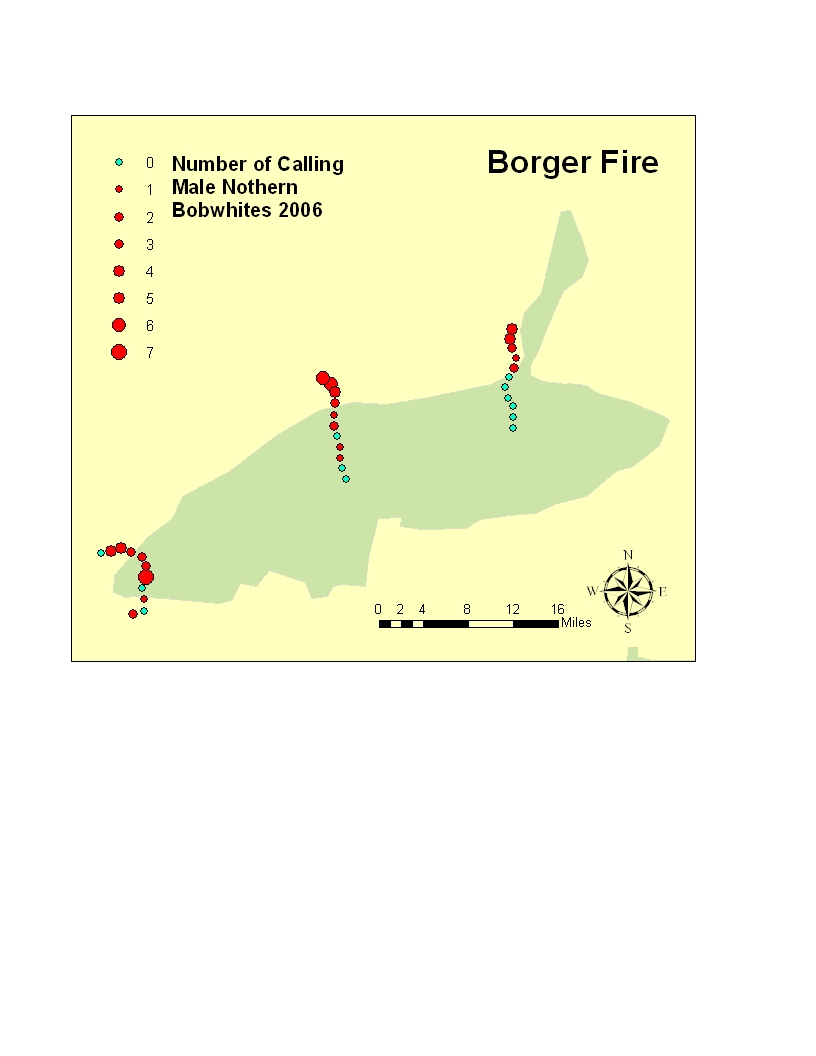 Borger Fire
Number of Calling
Male Nothern
Bobwhites 2006
0
1
2
3
4
5
6
7
N
W E
S
0 2 4 8 12 16
Miles